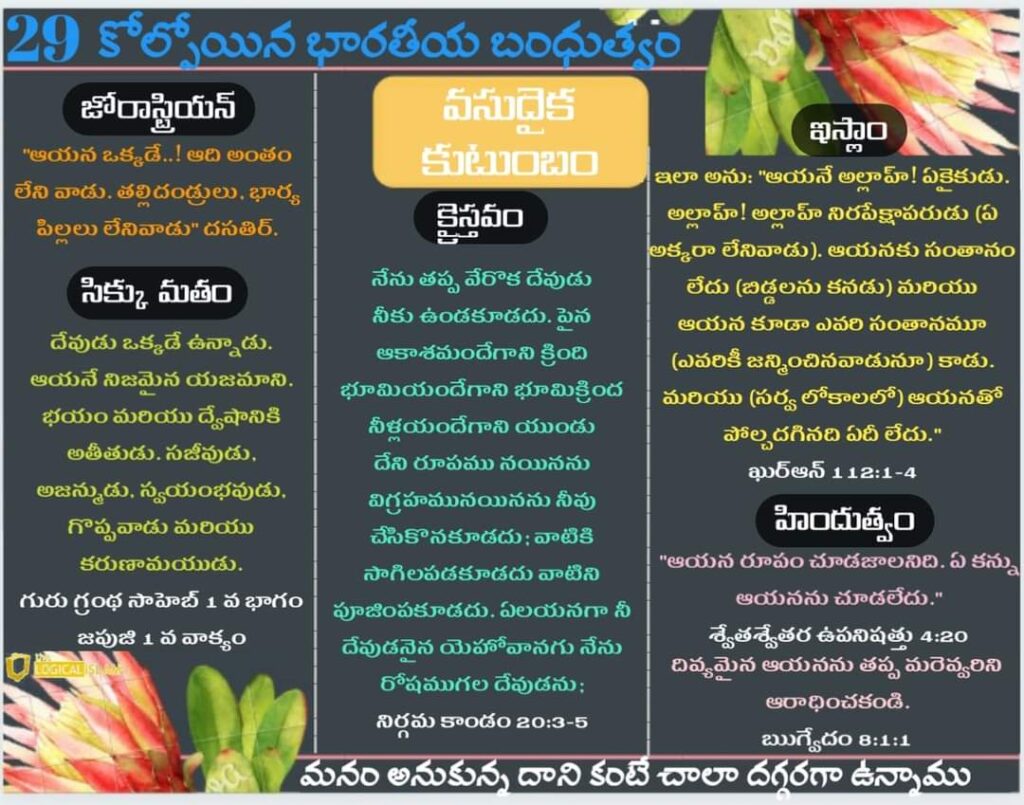 29 కోల్పోయిన భారతీయ బంధుత్వం
జోరాస్ట్రియన్
"ఆయన ఒక్కడే..! ఆది అంతం
లేని వాడు. తల్లిదండ్రులు, భార్య
పిల్లలు లేనివాడు" దసతిర్.
సిక్కు మతం
దేవుడు ఒక్కడే ఉన్నాడు.
ఆయనే నిజమైన యజమాని.
భయం మరియు ద్వేషానికి
అతీతుడు. సజీవుడు,
అజన్ముడు, స్వయంభవుడు,
గొప్పవాడు మరియు
కరుణామయుడు.
గురు గ్రంథ సాహెబ్ 1 వ భాగం
జపుజి 1 వ వాక్యం
the
LOGICAL
వసుదైక
కుటుంబం
క్రైస్తవం
నేను తప్ప వేరొక దేవుడు
నీకు ఉండకూడదు. పైన
ఆకాశమందేగాని క్రింది
భూమియందేగాని భూమిక్రింద
నీళ్లయందేగాని యుండు
దేని రూపము నయినను
విగ్రహమునయినను నీవు
చేసికొనకూడదు; వాటికి
సాగిలపడకూడదు వాటిని
పూజింపకూడదు. ఏలయనగా నీ
దేవుడనైన యెహోవానగు నేను
రోషముగల దేవుడను;
నిర్గమ కాండం 20:3-5
ఇస్లాం
ఇలా అను: "ఆయనే అల్లాహ్! ఏకైకుడు.
అల్లాహ్! అల్లాహ్ నిరపేక్షాపరుడు (ఏ
అక్కరా లేనివాడు). ఆయనకు సంతానం
లేదు (బిడ్డలను కనడు) మరియు
ఆయన కూడా ఎవరి సంతానమూ
(ఎవరికీ జన్మించినవాడునూ) కాడు.
మరియు (సర్వ లోకాలలో) ఆయనతో
పోల్చదగినది ఏదీ లేదు."
ఖుర్ఆన్ 112:1-4
హిందుత్వం
"ఆయన రూపం చూడజాలనిది. ఏ కన్ను
ఆయనను చూడలేదు."
శ్వేతశ్వేతర ఉపనిషత్తు 4:20
దివ్యమైన ఆయనను తప్ప మరెవ్వరిని
ఆరాధించకండి.
ఋగ్వేదం 8:1:1
మనం అనుకున్న దాని కంటే చాలా దగ్గరగా ఉన్నాము